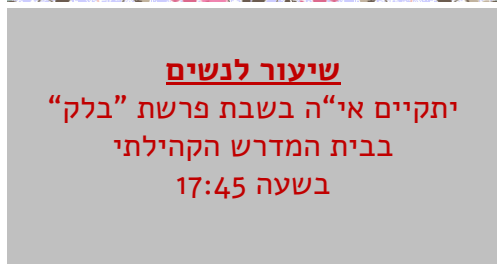 שיעור לנשים
יתקיים אי“ה בשבת פרשת ”בלק“
בבית המדרש הקהילתי
בשעה 17:45